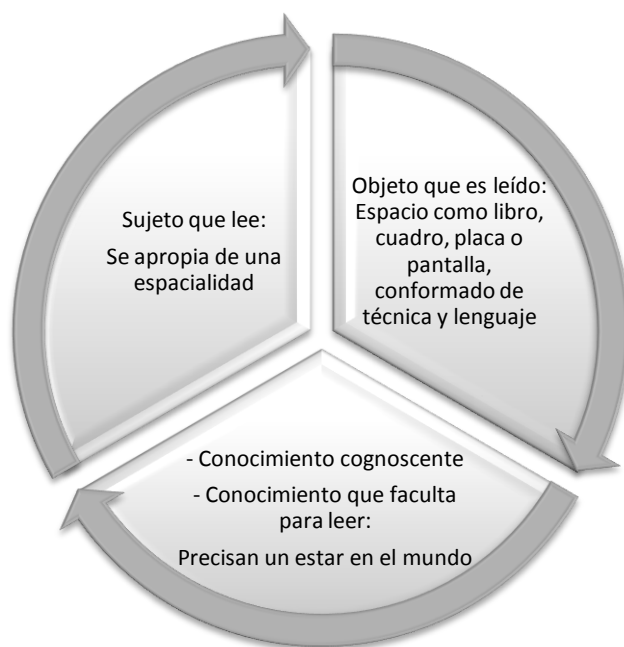 Sujeto que lee:
Se apropia de una
espacialidad
Objeto que es leído:
Espacio como libro,
cuadro, placa o
pantalla,
conformado de
técnica y lenguaje
- Conocimiento cognoscente
- Conocimiento que faculta
para leer:
Precisan un estar en el mundo